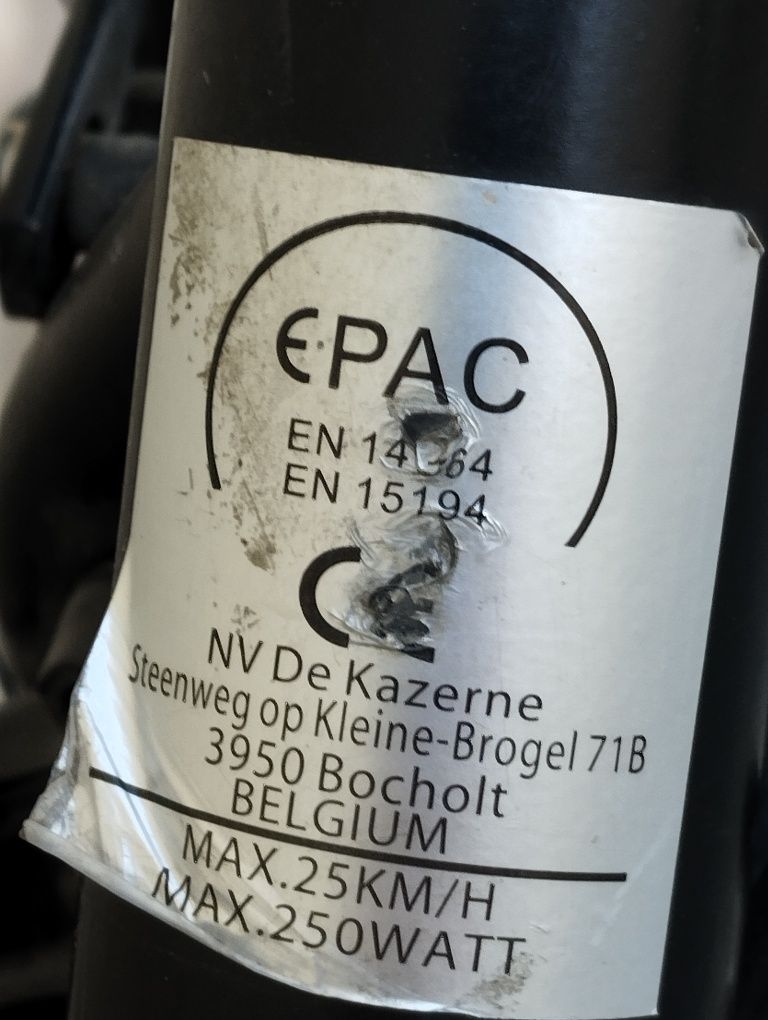 EPAC
EN
EN 15194
CE
NV De Kazerne
Steenweg op Kleine-Brogel 71B
3950 Bocholt
BELGIUM
MAX.25KM/H
MAX.250WATT